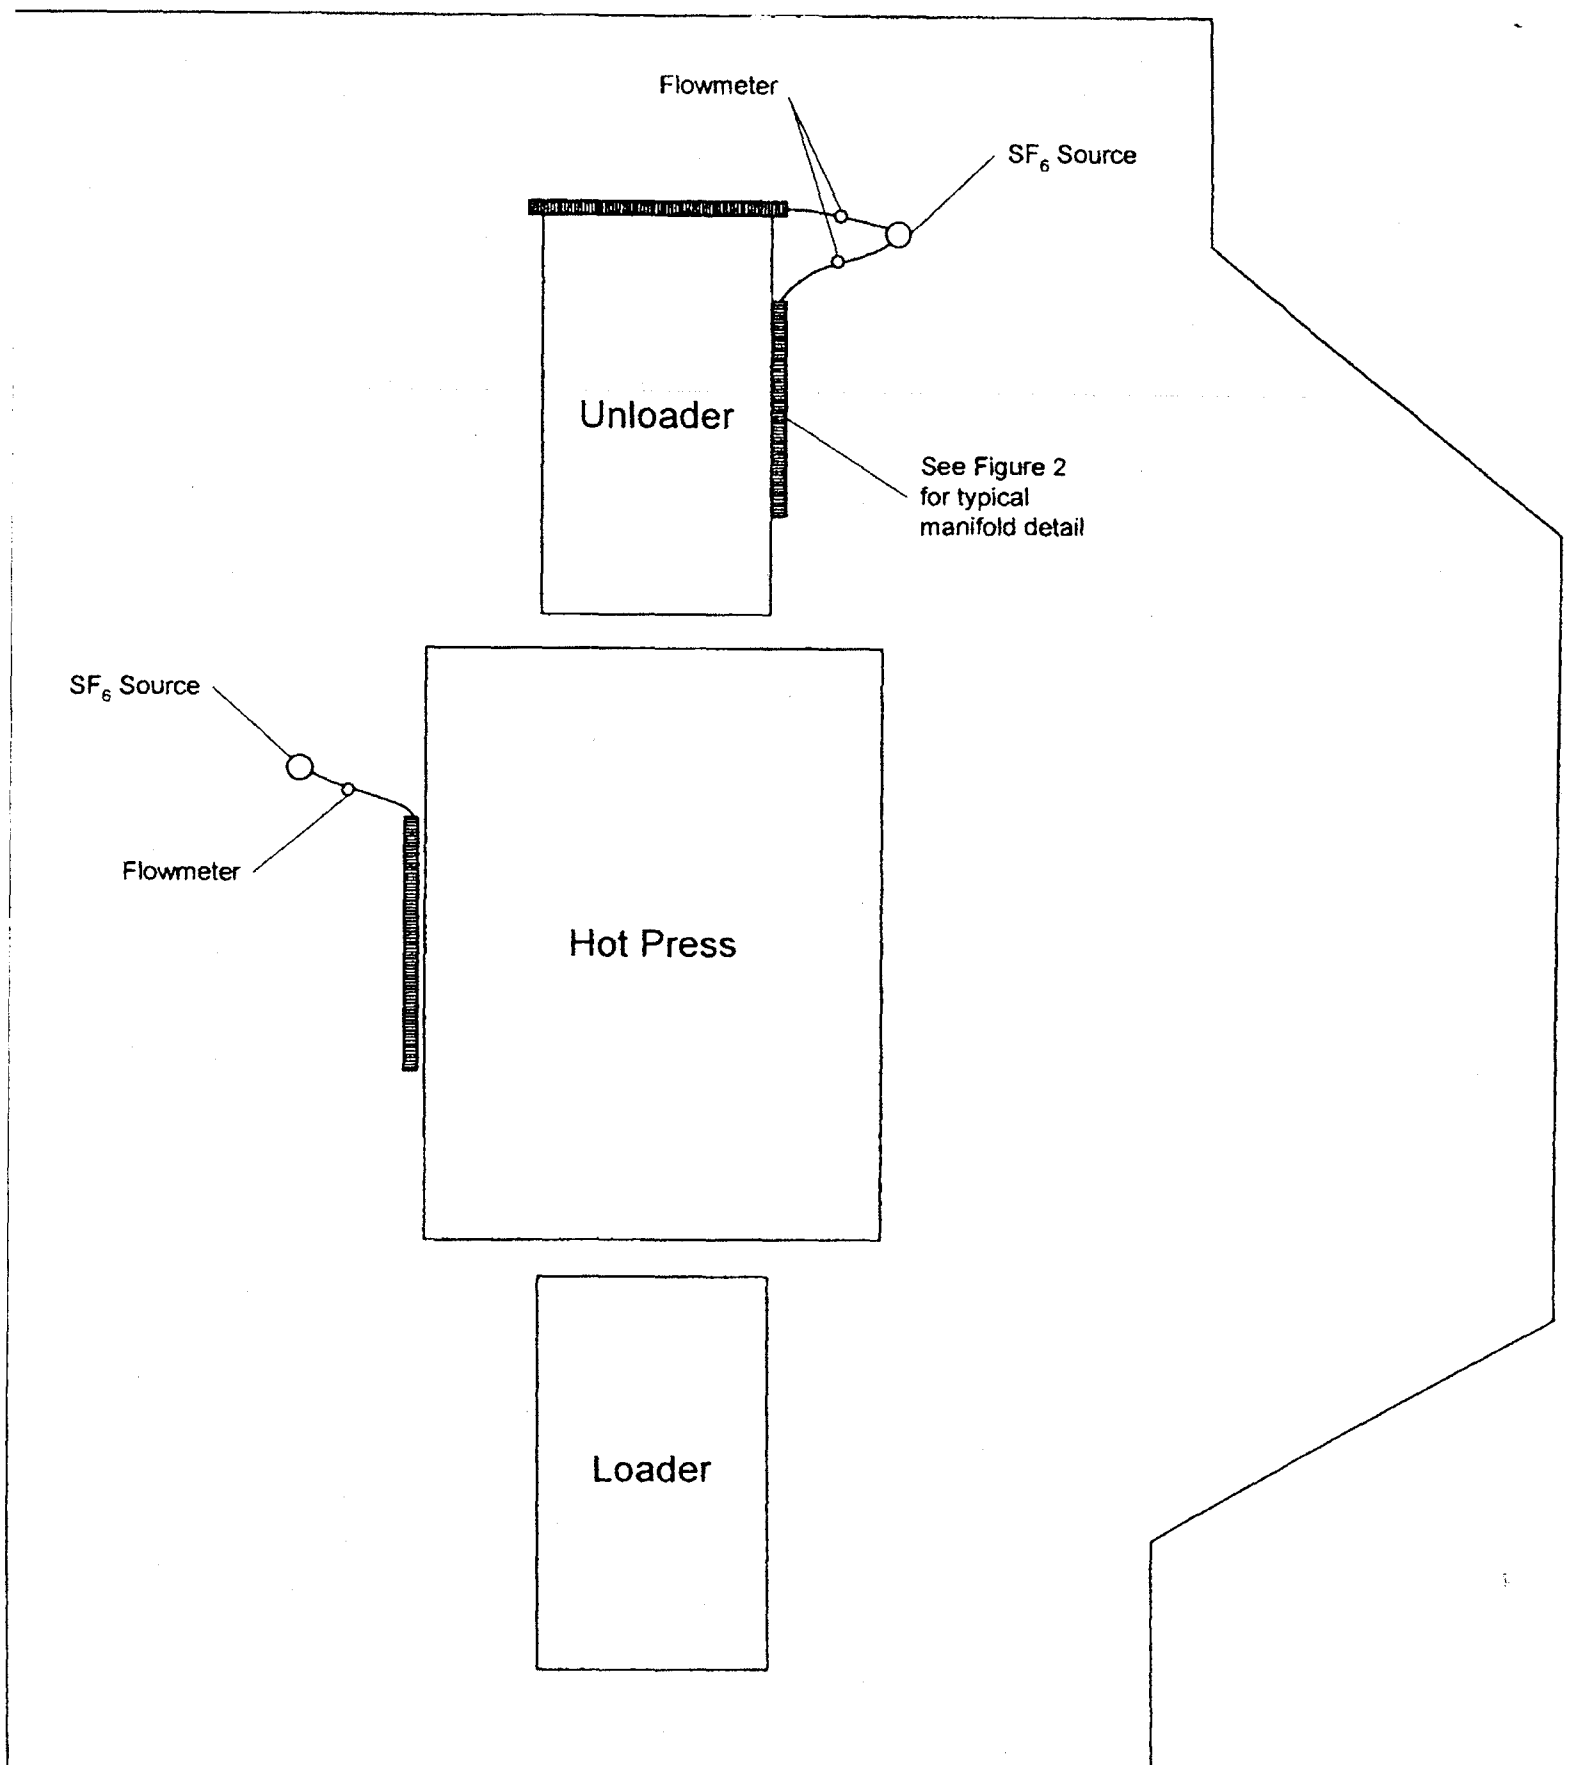 Flowmeter
SF₆ Source
Unloader
See Figure 2
for typical
manifold detail
SF₆ Source
Flowmeter
Hot Press
Loader